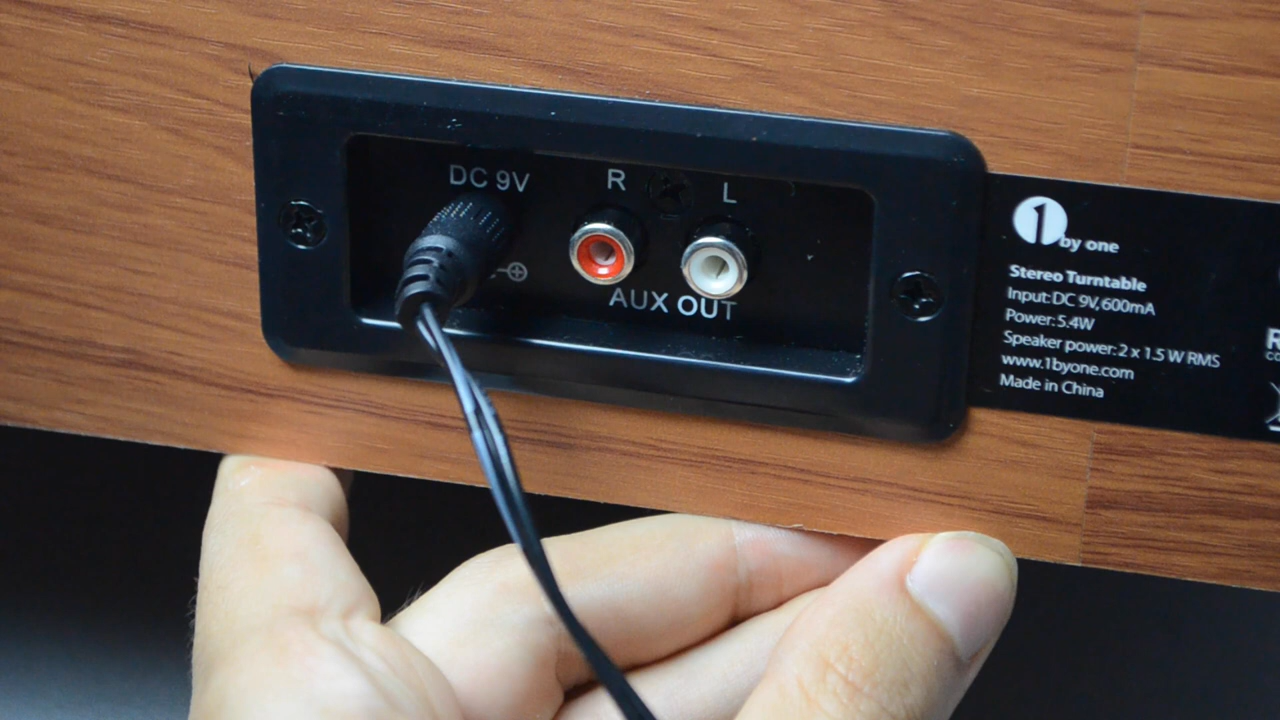 DC 9V
R
L
AUX OUT
1 by one
Stereo Turntable
Input: DC 9V, 600mA
Power: 5.4W
Speaker power: 2 x 1.5 W RMS
www.1byone.com
Made in China